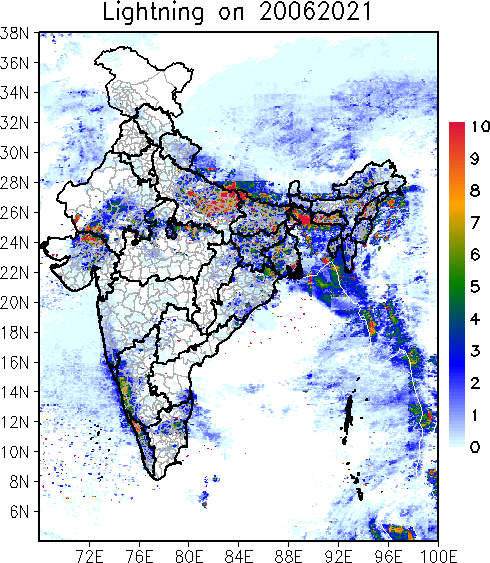 Lightning on 20062021
38N
36N
34N
32N
30N
28N
26N
24N
22N
20N
18N
16N
14N
12N
10N
8N
6N
72E 76E 80E 84E 88E 92E 96E 100E
10
9
8
7
6
5
4
3
2
1
0